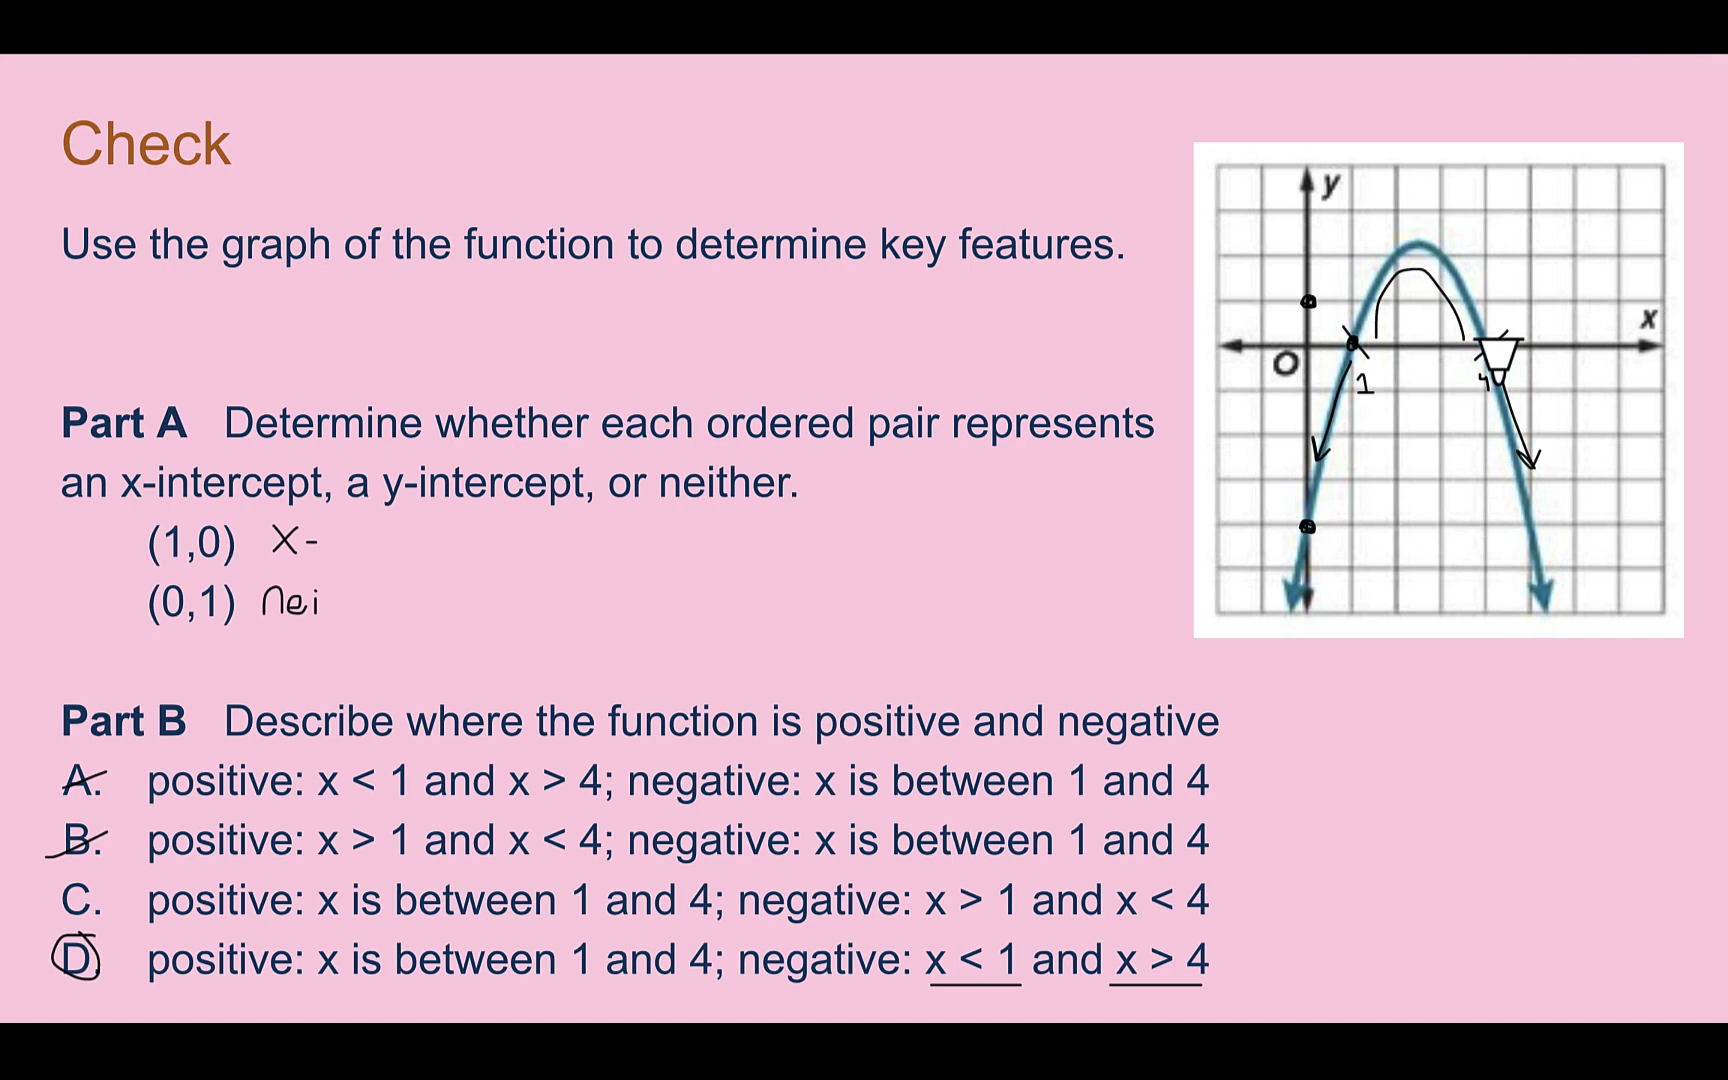 Check
Use the graph of the function to determine key features.
y
x
O
1
4
Part A Determine whether each ordered pair represents
an x-intercept, a y-intercept, or neither.
(1,0) X-
(0,1) nei
Part B Describe where the function is positive and negative
A. positive: x < 1 and x > 4; negative: x is between 1 and 4
B. positive: x > 1 and x < 4; negative: x is between 1 and 4
C. positive: x is between 1 and 4; negative: x > 1 and x < 4
D. positive: x is between 1 and 4; negative: x < 1 and x > 4